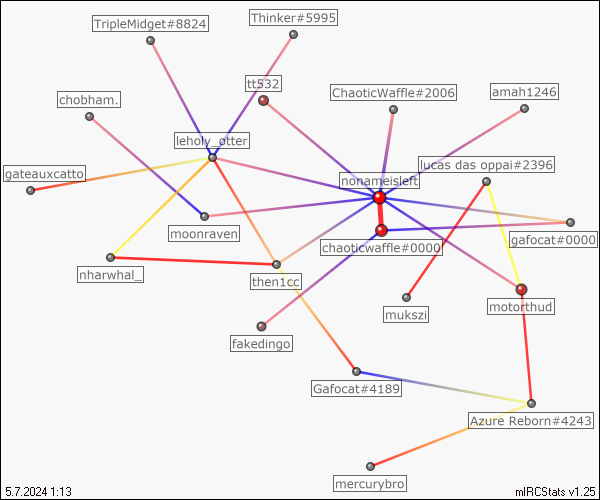 Thinker#5995
TripleMidget#8824
tt532
ChaoticWaffle#2006
amah1246
chobham.
leholy_otter
lucas das oppai#2396
gateauxcatto
nonameisleft
moonraven
gafocat#0000
chaoticwaffle#0000
nharwhal_
then1cc
motorthud
mukszi
fakedingo
Gafocat#4189
Azure Reborn#4243
mercurybro
5.7.2024 1:13
mIRCStats v1.25